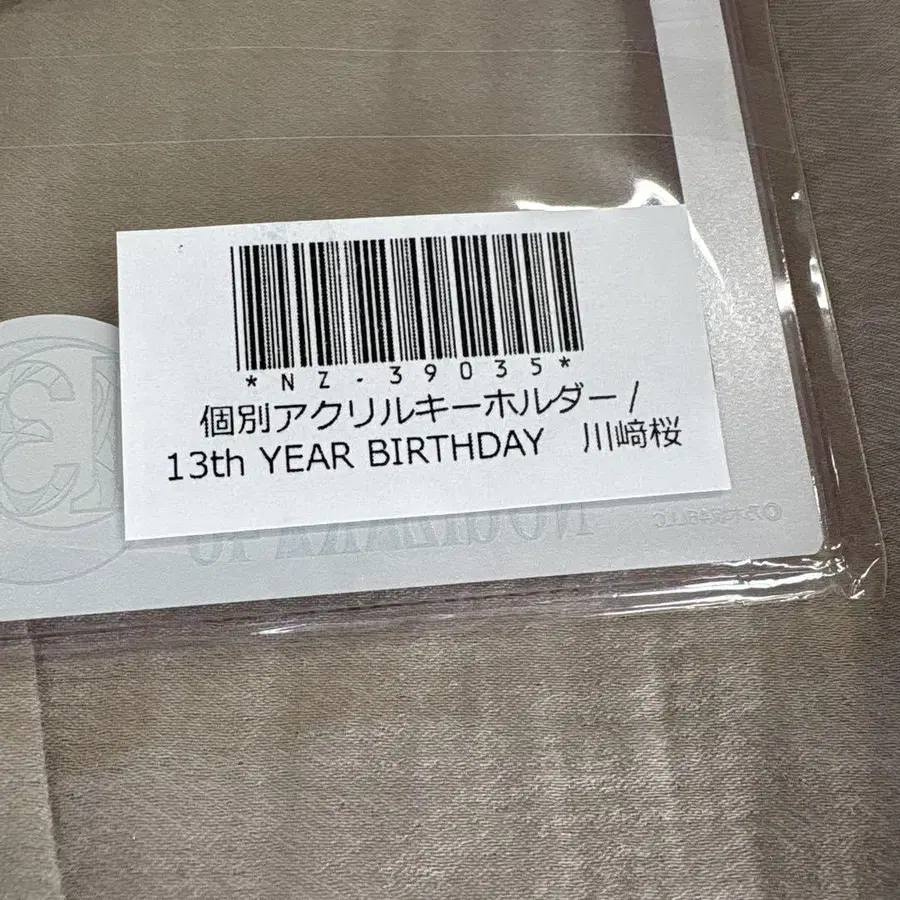 *NZ-39035*
個別アクリルキーホルダー/
13th YEAR BIRTHDAY　川﨑桜
NOGIZAKA46